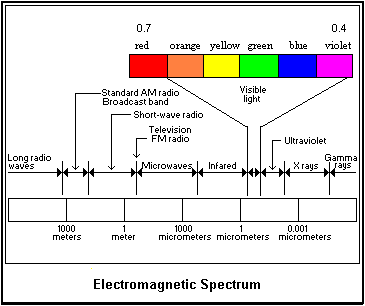 0.7 0.4
red orange yellow green blue violet
Standard AM radio
Broadcast band
Visible
light
Short-wave radio
Television
FM radio
Ultraviolet
Long radio
waves
Microwaves
Infared
X rays
Gamma
rays
1000
meters
1
meter
1000
micrometers
1
micrometers
0.001
micrometers
Electromagnetic Spectrum